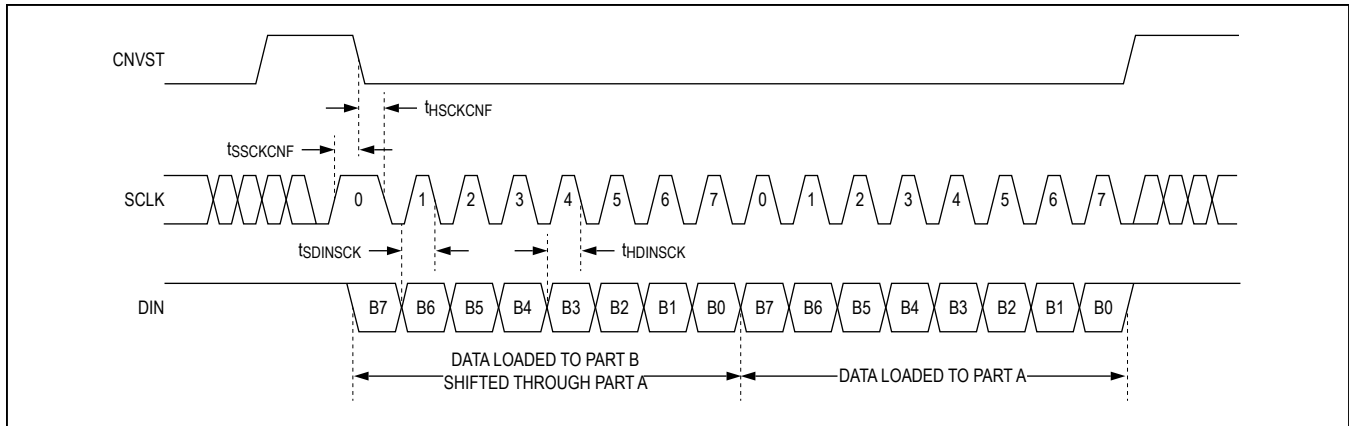 CNVST
tHSCKCNF
tSSCKCNF
SCLK
0 1 2 3 4 5 6 7 0 1 2 3 4 5 6 7
tSDINSCK
tHDINSCK
DIN
B7 B6 B5 B4 B3 B2 B1 B0 B7 B6 B5 B4 B3 B2 B1 B0
DATA LOADED TO PART B
SHIFTED THROUGH PART A
DATA LOADED TO PART A